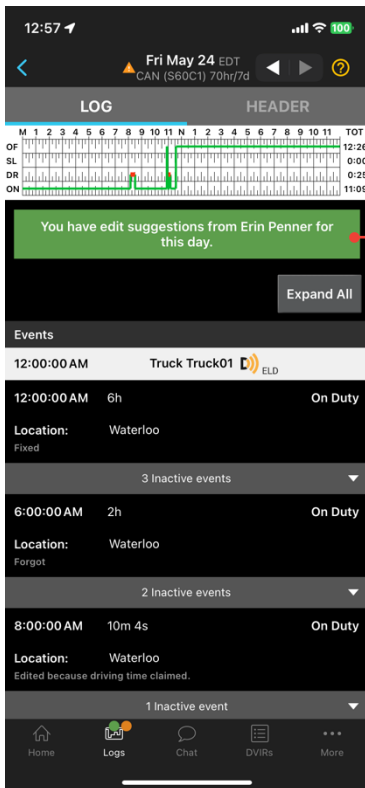 12:57
100
Fri May 24 EDT
CAN (S60C1) 70hr/7d
LOG HEADER
M 1 2 3 4 5 6 7 8 9 10 11 N 1 2 3 4 5 6 7 8 9 10 11 TOT
OF 12:26
SL 0:00
DR 0:25
ON 11:09
You have edit suggestions from Erin Penner for
this day.
Expand All
Events
12:00:00 AM Truck Truck01 ELD
12:00:00 AM 6h On Duty
Location: Waterloo
Fixed
3 Inactive events
6:00:00 AM 2h On Duty
Location: Waterloo
Forgot
2 Inactive events
8:00:00 AM 10m 4s On Duty
Location: Waterloo
Edited because driving time claimed.
1 Inactive event
Home Logs Chat DVIRs More